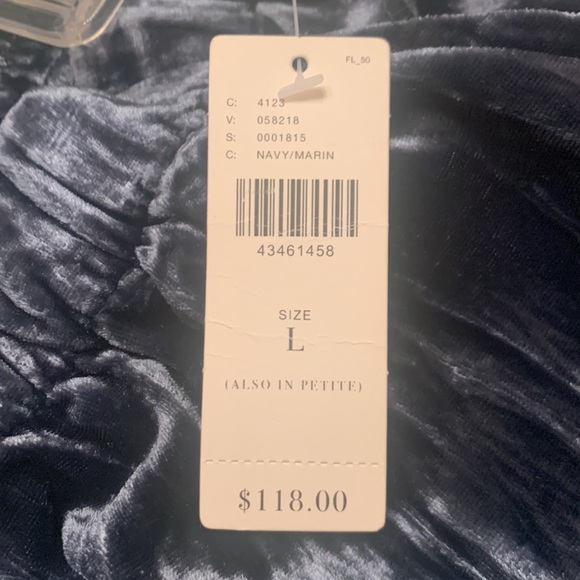 FL_50
C: 4123
V: 058218
S: 0001815
C: NAVY/MARIN
43461458
SIZE
L
(ALSO IN PETITE)
$118.00